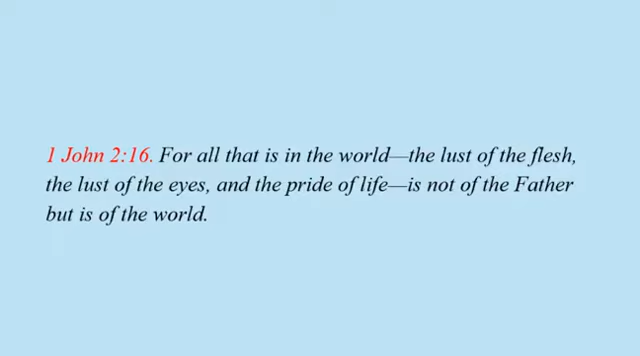 1 John 2:16. For all that is in the world—the lust of the flesh,
the lust of the eyes, and the pride of life—is not of the Father
but is of the world.